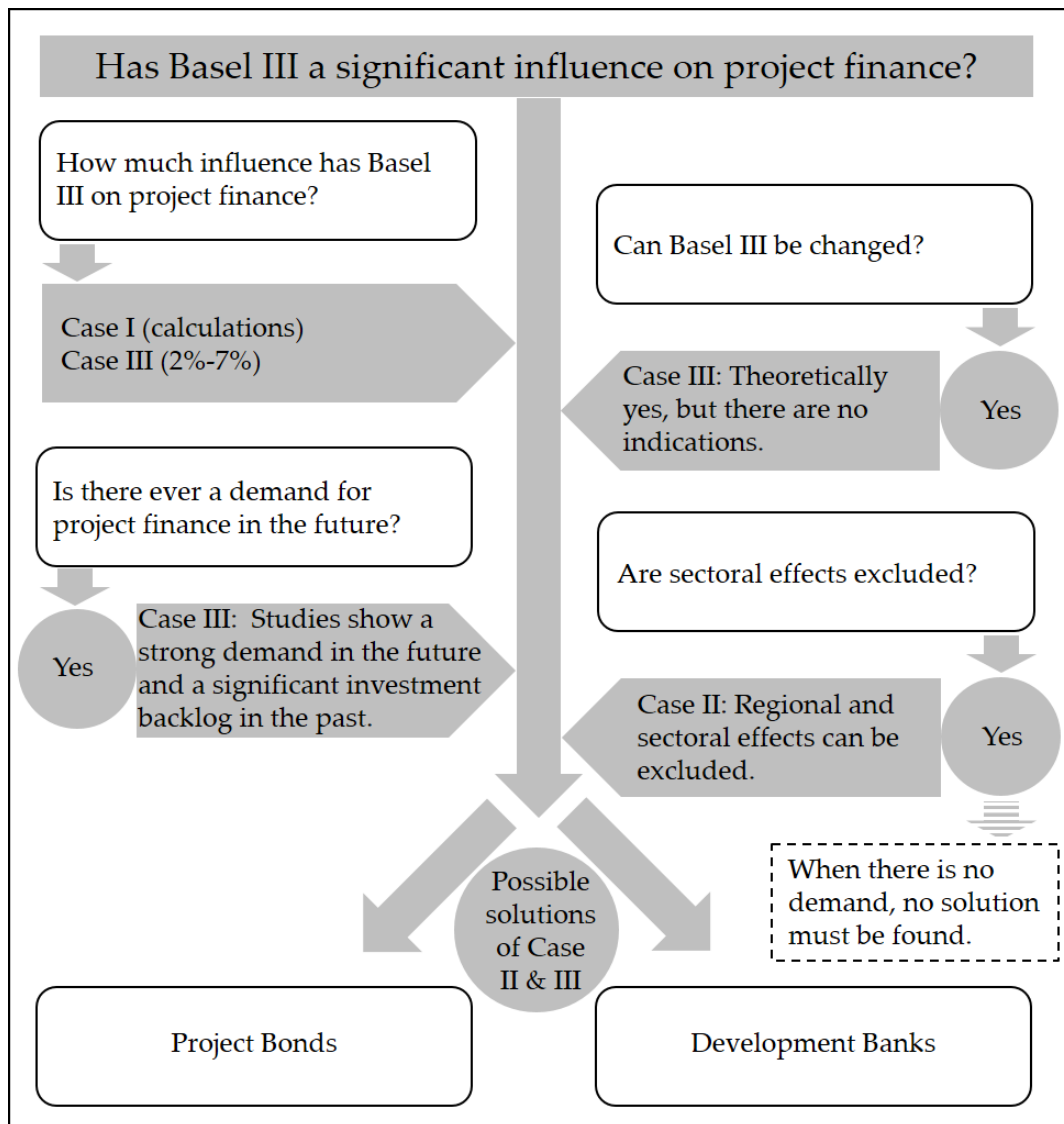 Has Basel III a significant influence on project finance?
How much influence has Basel
III on project finance?
Can Basel III be changed?
Case I (calculations)
Case III (2%-7%)
Case III: Theoretically
yes, but there are no
indications.
Yes
Is there ever a demand for
project finance in the future?
Are sectoral effects excluded?
Yes
Case III:  Studies show a
strong demand in the future
and a significant investment
backlog in the past.
Case II: Regional and
sectoral effects can be
excluded.
Yes
When there is no
demand, no solution
must be found.
Possible
solutions
of Case
II & III
Project Bonds
Development Banks